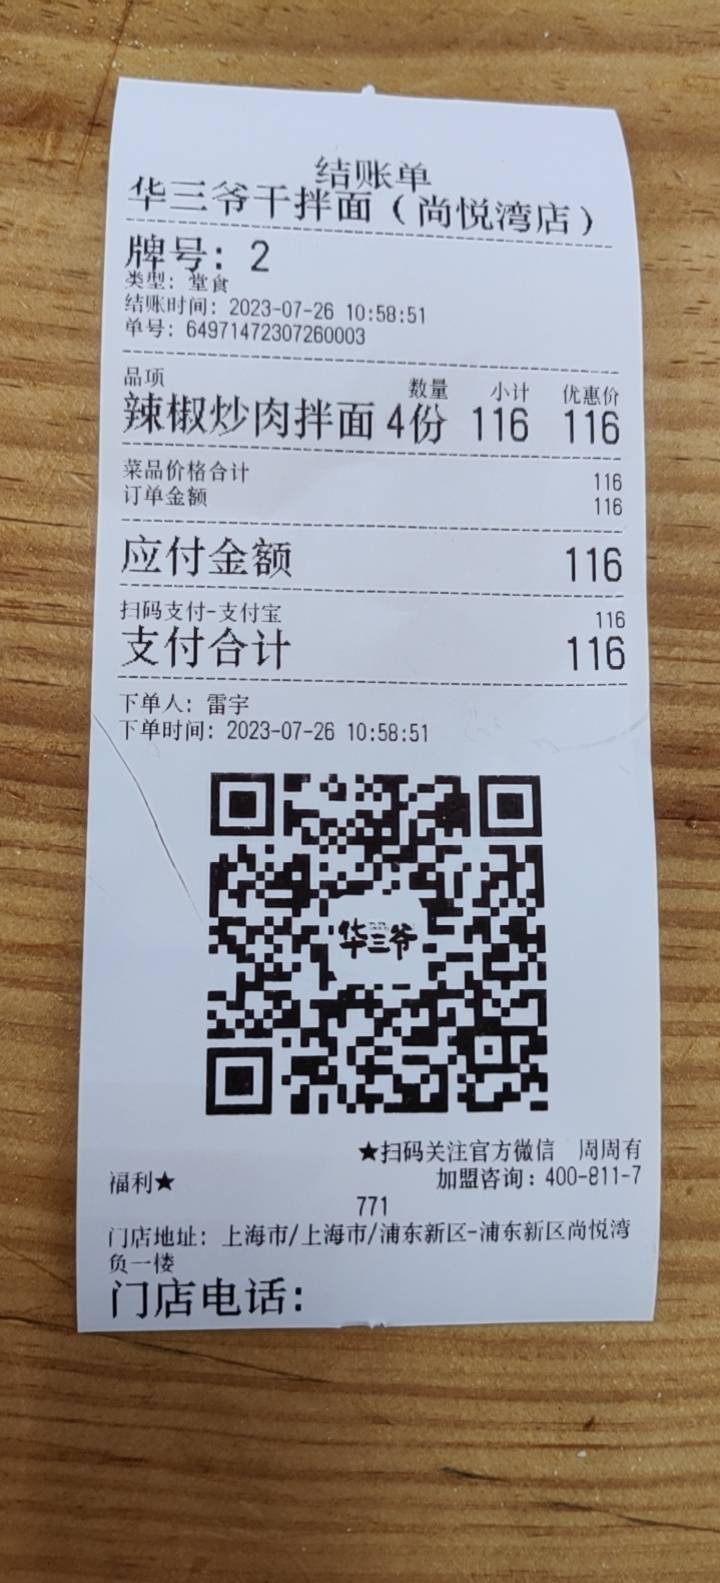 结账单
华三爷干拌面（尚悦湾店）
牌号：2
类型：堂食
结账时间：2023-07-26 10:58:51
单号：64971472307260003
品项 数量 小计 优惠价
辣椒炒肉拌面 4份 116 116
菜品价格合计 116
订单金额 116
应付金额 116
扫码支付-支付宝 116
支付合计 116
下单人：雷宇
下单时间：2023-07-26 10:58:51
华三爷
★扫码关注官方微信 周周有
福利★ 加盟咨询：400-811-7
771
门店地址：上海市/上海市/浦东新区-浦东新区尚悦湾
负一楼
门店电话：